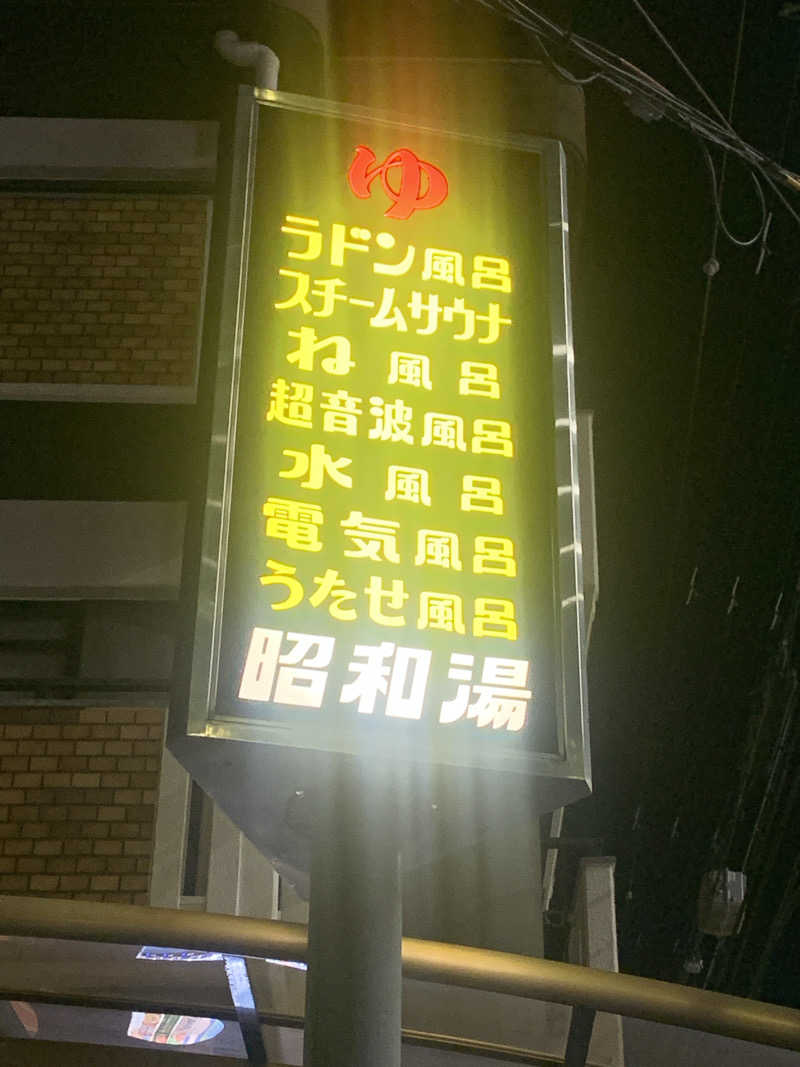 ゆ
ラドン風呂
スチームサウナ
ね風呂
超音波風呂
水風呂
電気風呂
うたせ風呂
昭和湯